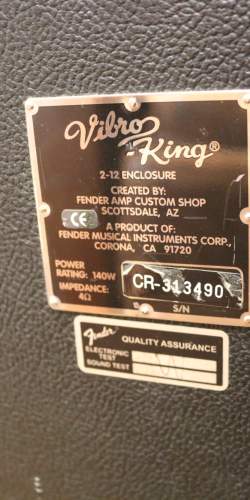 Vibro
-King®
2-12 ENCLOSURE
CREATED BY:
FENDER AMP CUSTOM SHOP
SCOTTSDALE, AZ
CE
A PRODUCT OF:
FENDER MUSICAL INSTRUMENTS CORP.,
CORONA, CA 91720
POWER
RATING: 140W
IMPEDANCE:
4Ω
CR-313490
S/N
Fender
QUALITY ASSURANCE
ELECTRONIC
TEST
SOUND TEST